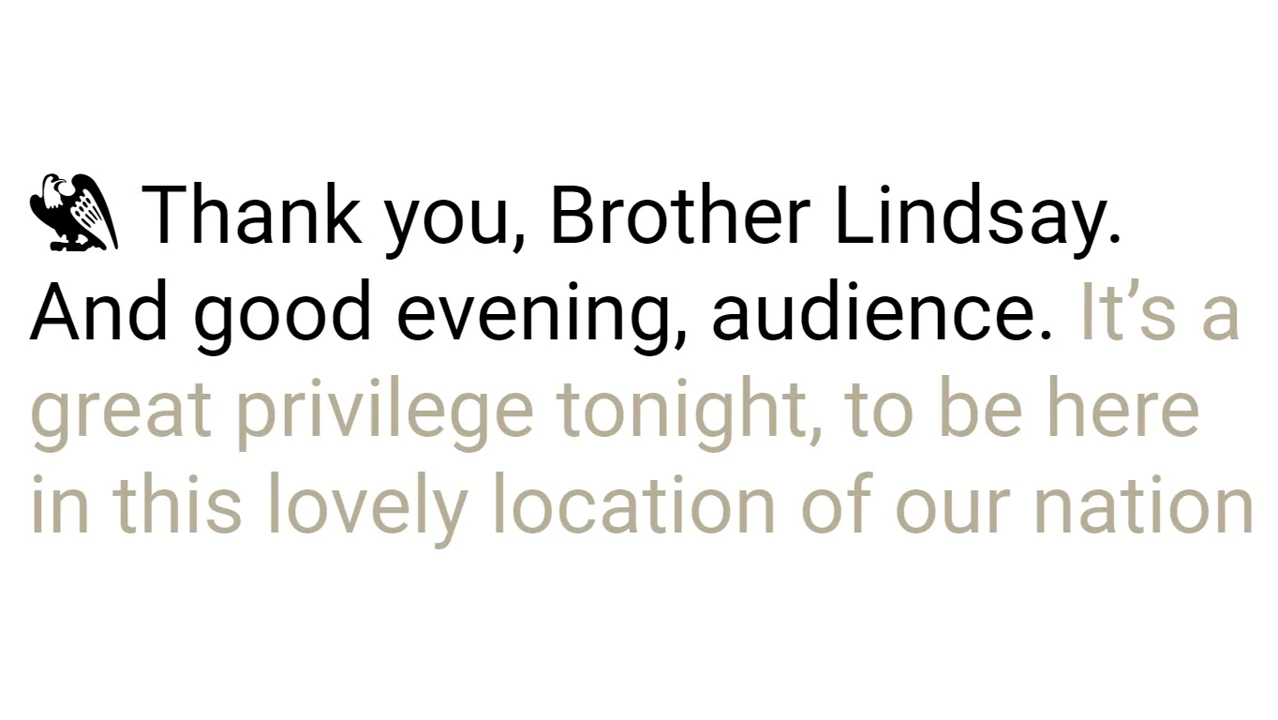 Thank you, Brother Lindsay.
And good evening, audience. It’s a
great privilege tonight, to be here
in this lovely location of our nation